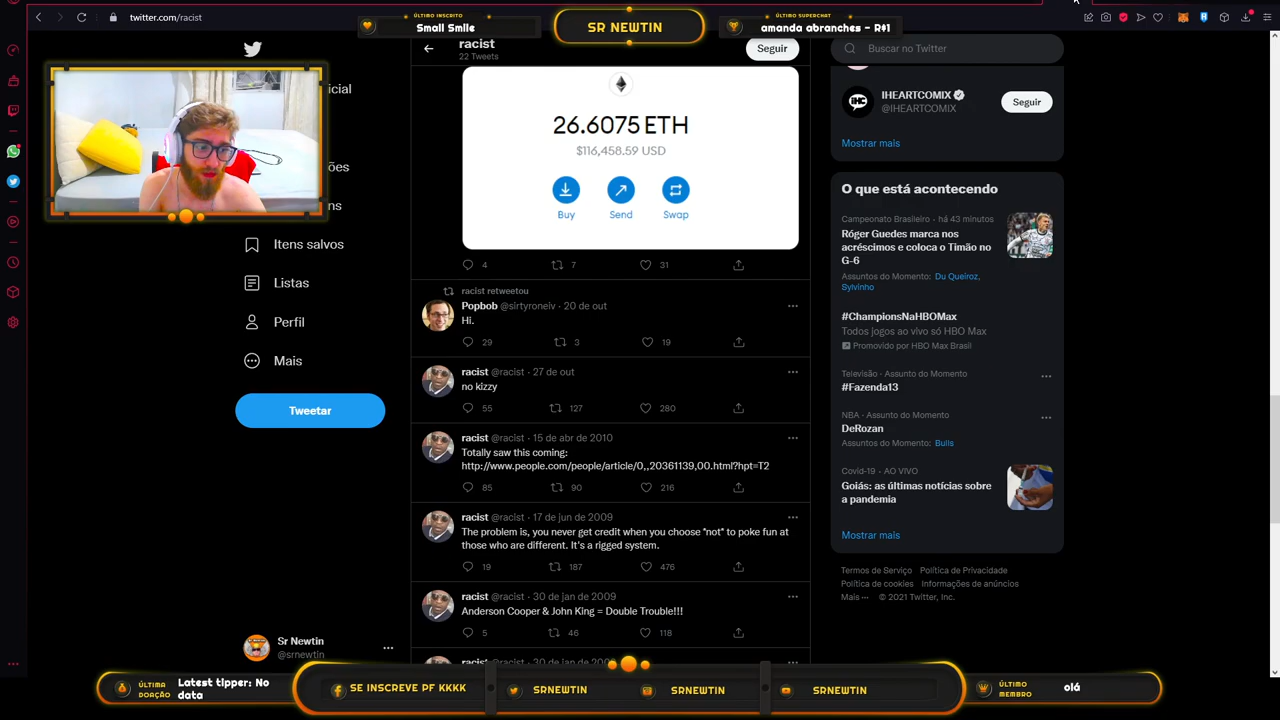 twitter.com/racist
ÚLTIMO INSCRITO
Small Smile
SR NEWTIN
ÚLTIMO SUPERCHAT
amanda abranches - R$1
racist
22 Tweets
Seguir
Buscar no Twitter
icial
ões
ns
Itens salvos
Listas
Perfil
Mais
Tweetar
Sr Newtin
@srnewtin
26.6075 ETH
$116,458.59 USD
Buy
Send
Swap
4
7
31
racist retweetou
Popbob @sirtyroneiv · 20 de out
Hi.
29
3
19
racist @racist · 27 de out
no kizzy
55
127
280
racist @racist · 15 de abr de 2010
Totally saw this coming:
http://www.people.com/people/article/0,,20361139,00.html?hpt=T2
85
90
216
racist @racist · 17 de jun de 2009
The problem is, you never get credit when you choose *not* to poke fun at
those who are different. It's a rigged system.
19
187
476
racist @racist · 30 de jan de 2009
Anderson Cooper & John King = Double Trouble!!!
5
46
118
racist @racist · 30 de jan de 2009
IHEARTCOMIX
@IHEARTCOMIX
Seguir
Mostrar mais
O que está acontecendo
Campeonato Brasileiro · há 43 minutos
Róger Guedes marca nos
acréscimos e coloca o Timão no
G-6
Assuntos do Momento: Du Queiroz,
Sylvinho
#ChampionsNaHBOMax
Todos jogos ao vivo só HBO Max
Promovido por HBO Max Brasil
Televisão · Assunto do Momento
#Fazenda13
NBA · Assunto do Momento
DeRozan
Assuntos do Momento: Bulls
Covid-19 · AO VIVO
Goiás: as últimas notícias sobre
a pandemia
Mostrar mais
Termos de Serviço Política de Privacidade
Política de cookies Informações de anúncios
Mais ··· © 2021 Twitter, Inc.
ÚLTIMA
DOAÇÃO
Latest tipper: No
data
SE INSCREVE PF KKKK
SRNEWTIN
SRNEWTIN
SRNEWTIN
ÚLTIMO
MEMBRO
olá